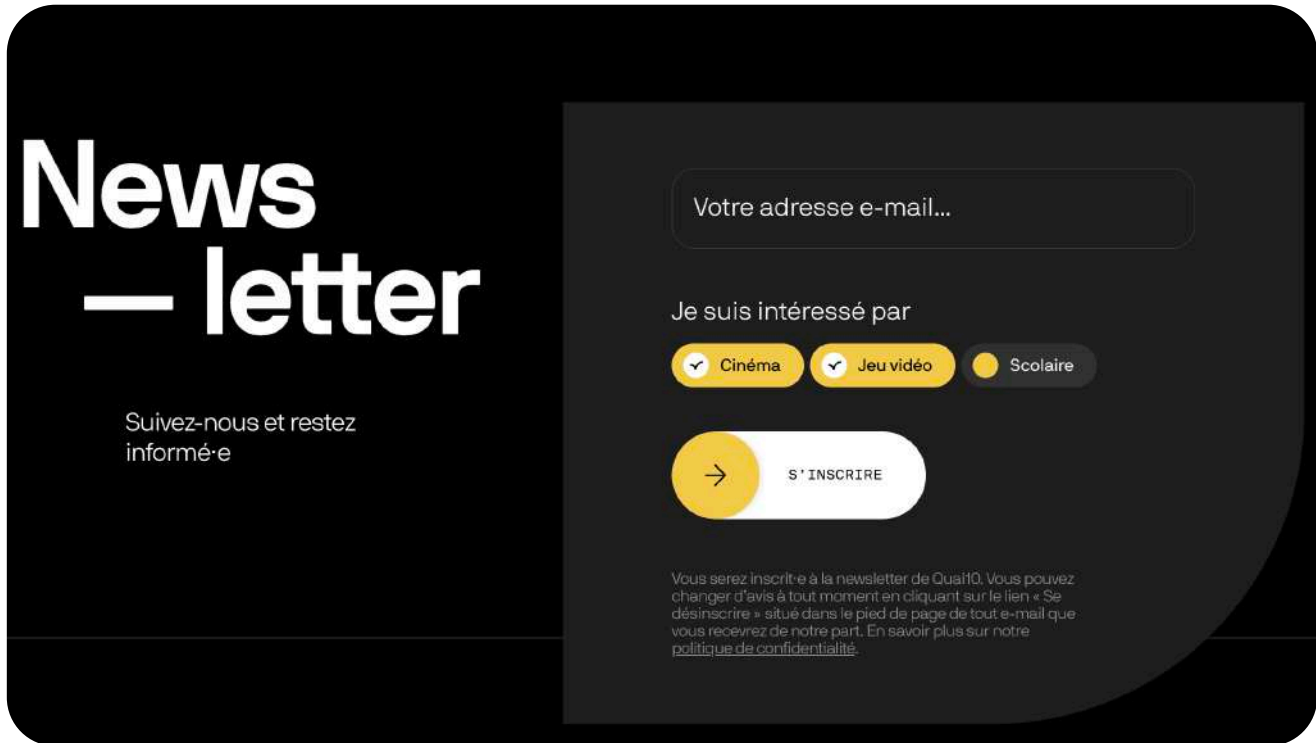 News
— letter
Suivez-nous et restez
informé·e
Votre adresse e-mail...
Je suis intéressé par
Cinéma
Jeu vidéo
Scolaire
S'INSCRIRE
Vous serez inscrit·e à la newsletter de Quai10. Vous pouvez
changer d'avis à tout moment en cliquant sur le lien « Se
désinscrire » situé dans le pied de page de tout e-mail que
vous recevrez de notre part. En savoir plus sur notre
politique de confidentialité.